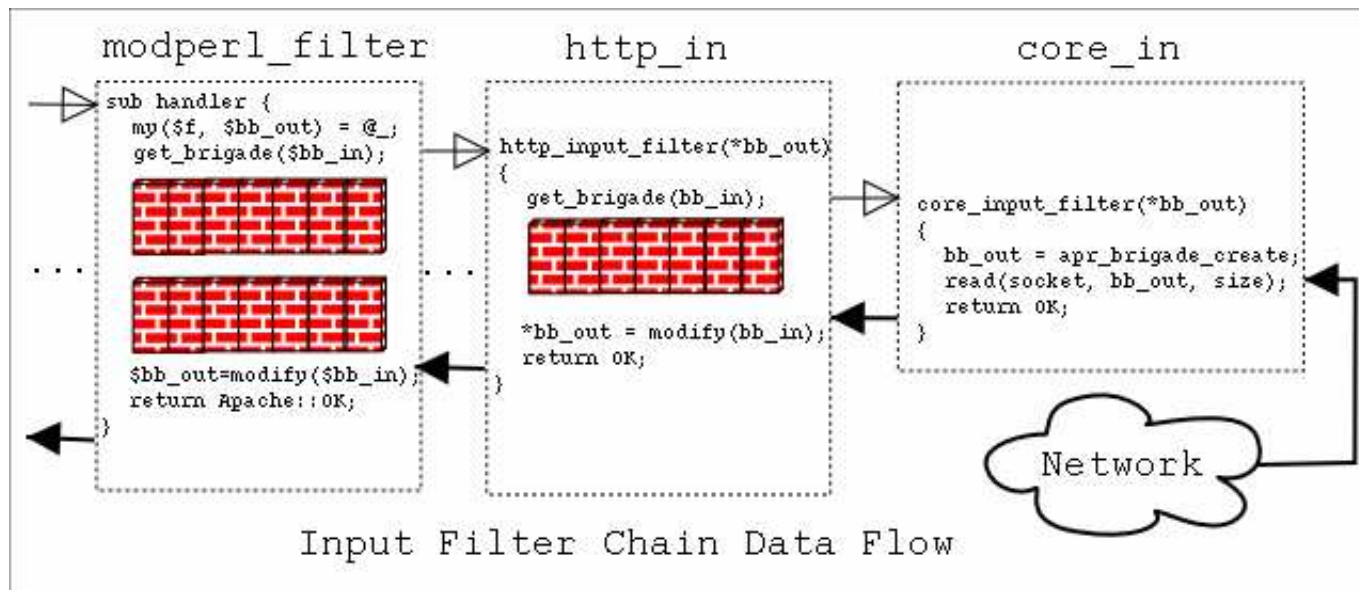 modperl_filter
sub handler {
my($f, $bb_out) = @_;
get_brigade($bb_in);
$bb_out=modify($bb_in);
return Apache::OK;
}
...
...
http_in
http_input_filter(*bb_out)
{
get_brigade(bb_in);
*bb_out = modify(bb_in);
return OK;
}
core_in
core_input_filter(*bb_out)
{
bb_out = apr_brigade_create;
read(socket, bb_out, size);
return OK;
}
Network
Input Filter Chain Data Flow